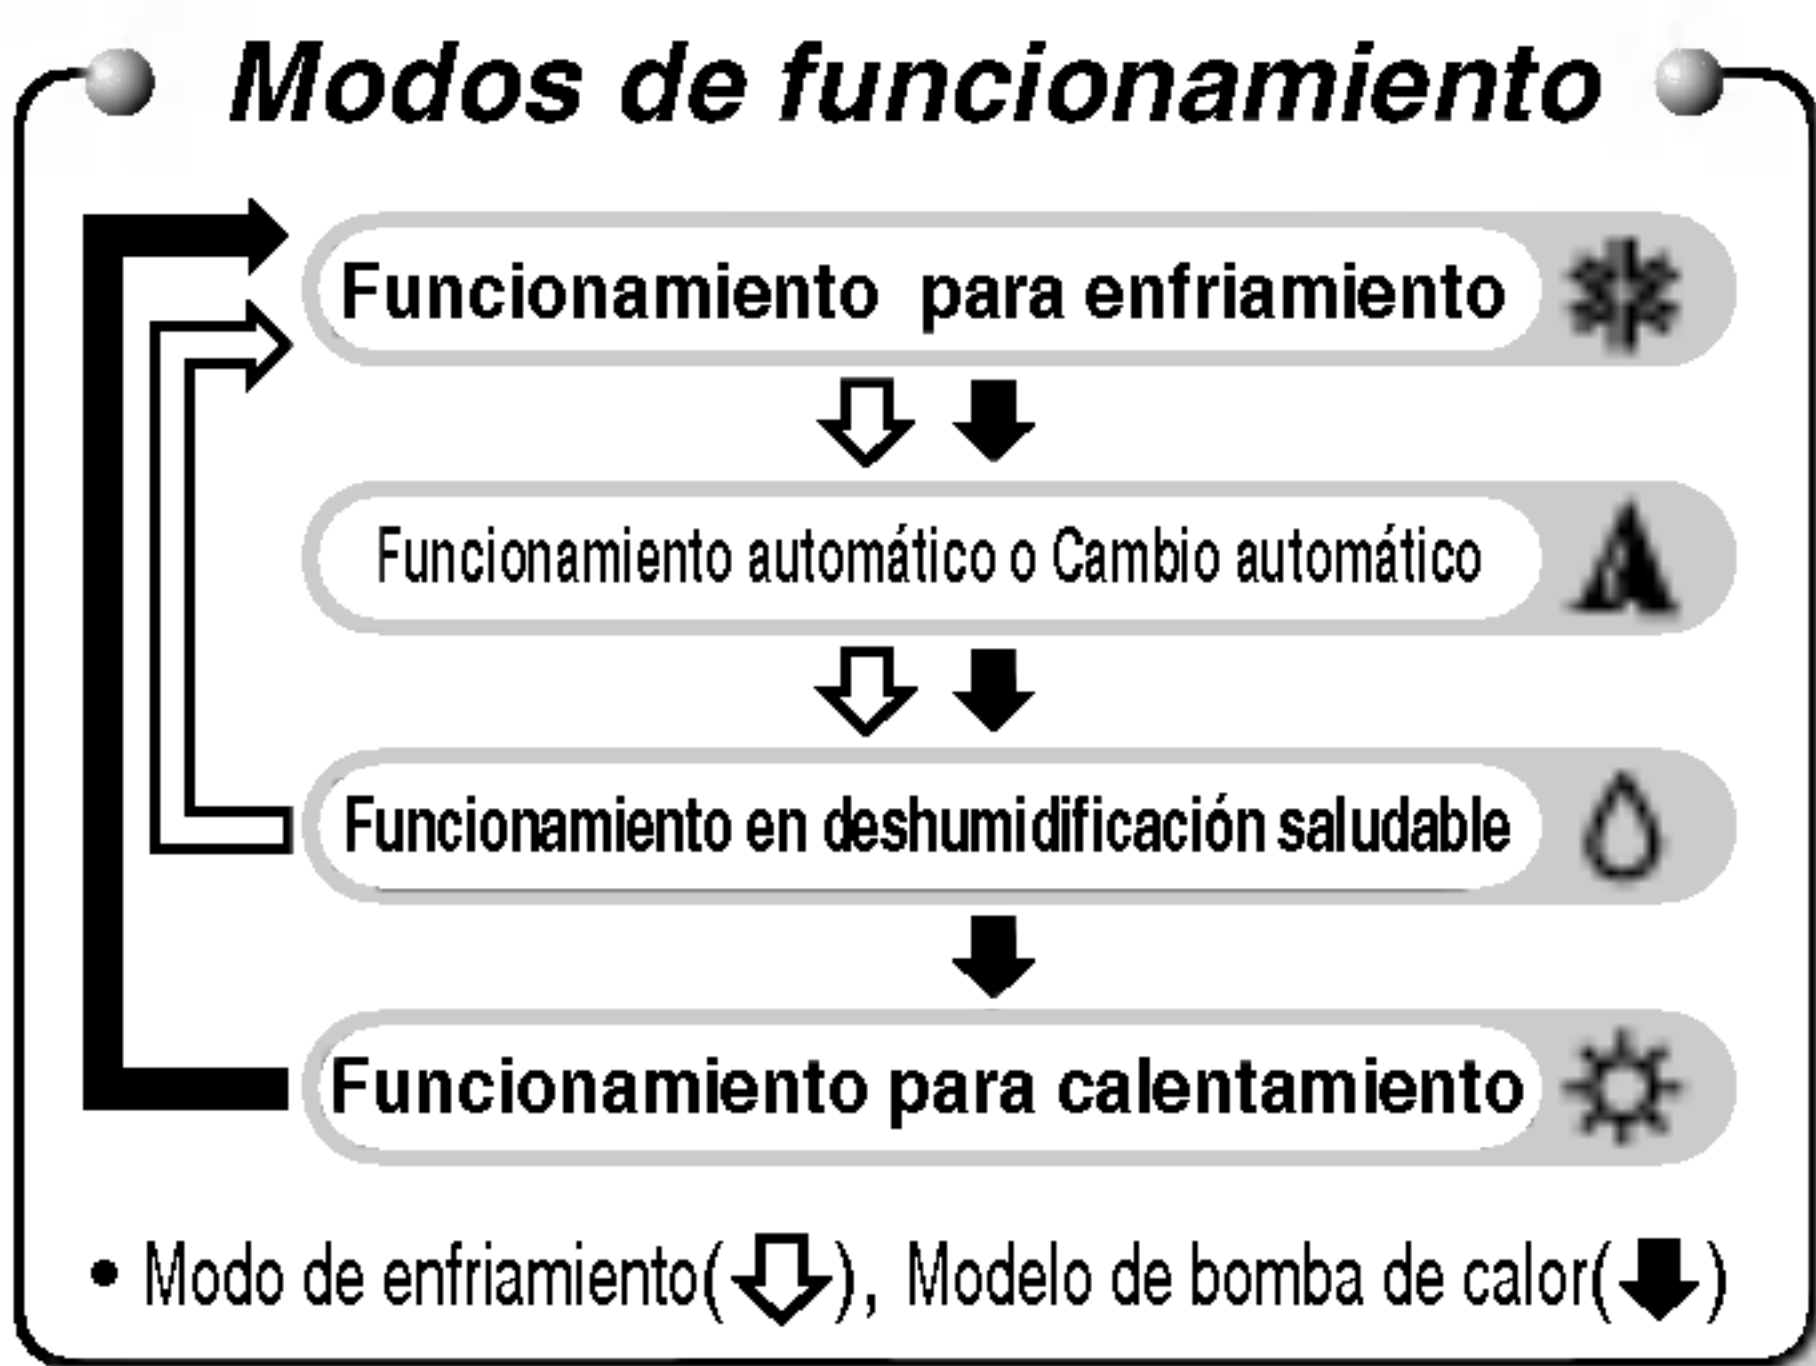 Modos de funcionamiento
Funcionamiento para enfriamiento
Funcionamiento automático o Cambio automático
Funcionamiento en deshumidificación saludable
Funcionamiento para calentamiento
• Modo de enfriamiento( ), Modelo de bomba de calor( )